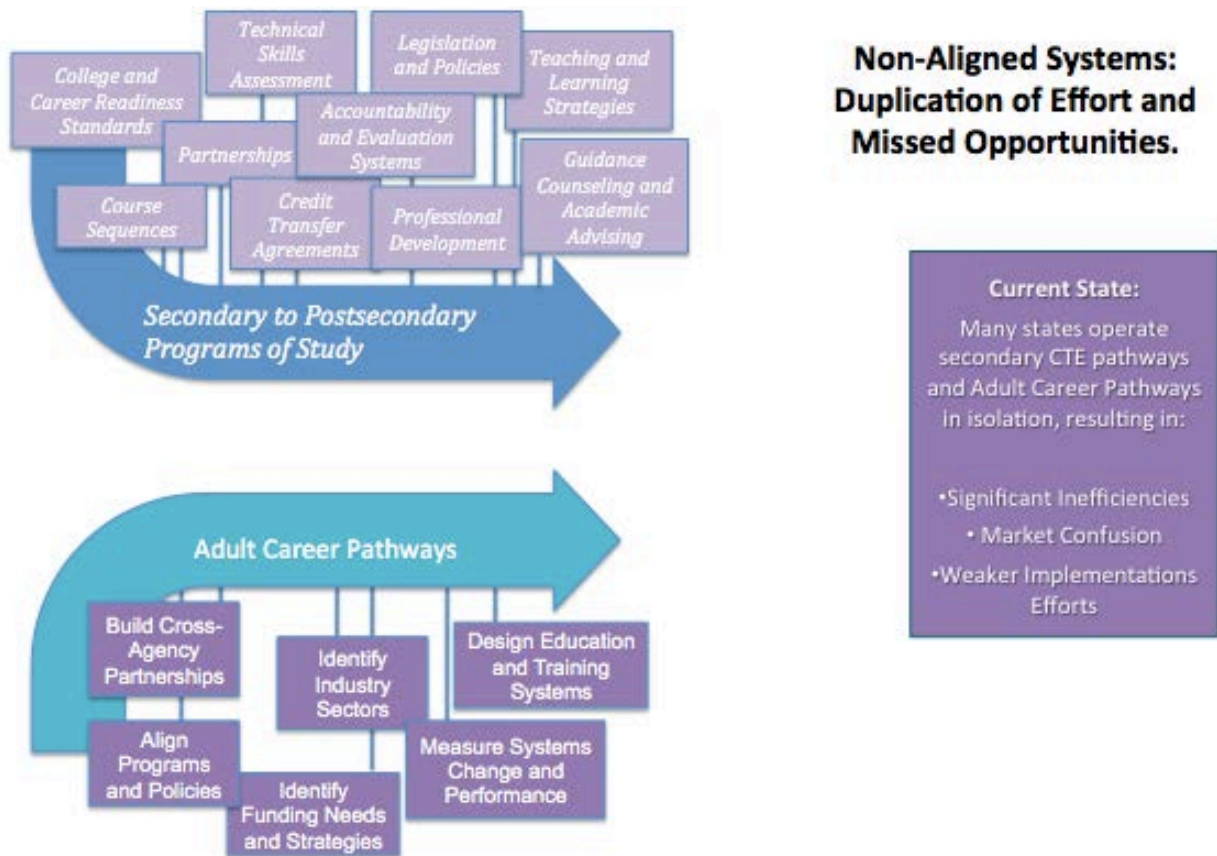 Technical
Skills
Assessment
Legislation
and Policies
Teaching and
Learning
Strategies
College and
Career Readiness
Standards
Accountability
and Evaluation
Systems
Partnerships
Guidance
Counseling and
Academic
Advising
Course
Sequences
Credit
Transfer
Agreements
Professional
Development
Secondary to Postsecondary
Programs of Study
Adult Career Pathways
Build Cross-
Agency
Partnerships
Identify
Industry
Sectors
Design Education
and Training
Systems
Align
Programs
and Policies
Identify
Funding Needs
and Strategies
Measure Systems
Change and
Performance
Non-Aligned Systems:
Duplication of Effort and
Missed Opportunities.
Current State:
Many states operate
secondary CTE pathways
and Adult Career Pathways
in isolation, resulting in:
•Significant Inefficiencies
• Market Confusion
•Weaker Implementations
Efforts